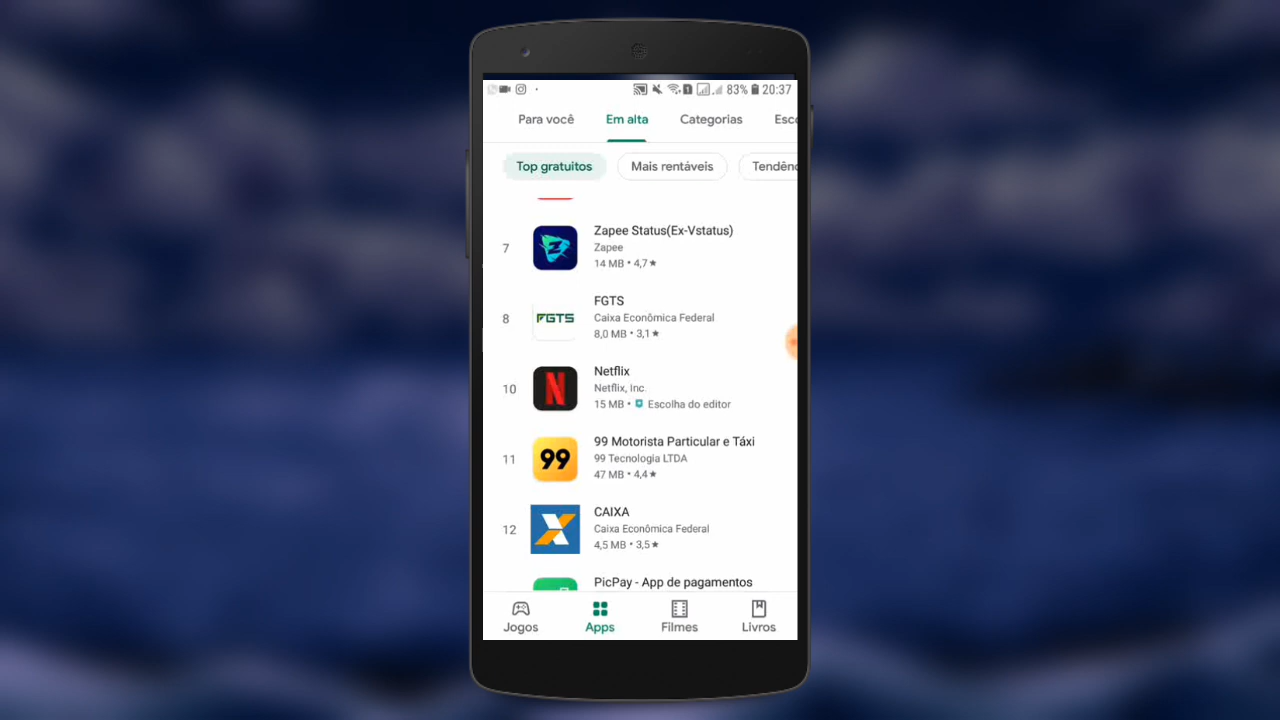 83% 20:37
Para você Em alta Categorias Esc
Top gratuitos Mais rentáveis Tendênc
7
Zapee Status(Ex-Vstatus)
Zapee
14 MB • 4,7★
8
FGTS
FGTS
Caixa Econômica Federal
8,0 MB • 3,1★
10
N
Netflix
Netflix, Inc.
15 MB • Escolha do editor
11
99
99 Motorista Particular e Táxi
99 Tecnologia LTDA
47 MB • 4,4★
12
CAIXA
Caixa Econômica Federal
4,5 MB • 3,5★
PicPay - App de pagamentos
Jogos Apps Filmes Livros